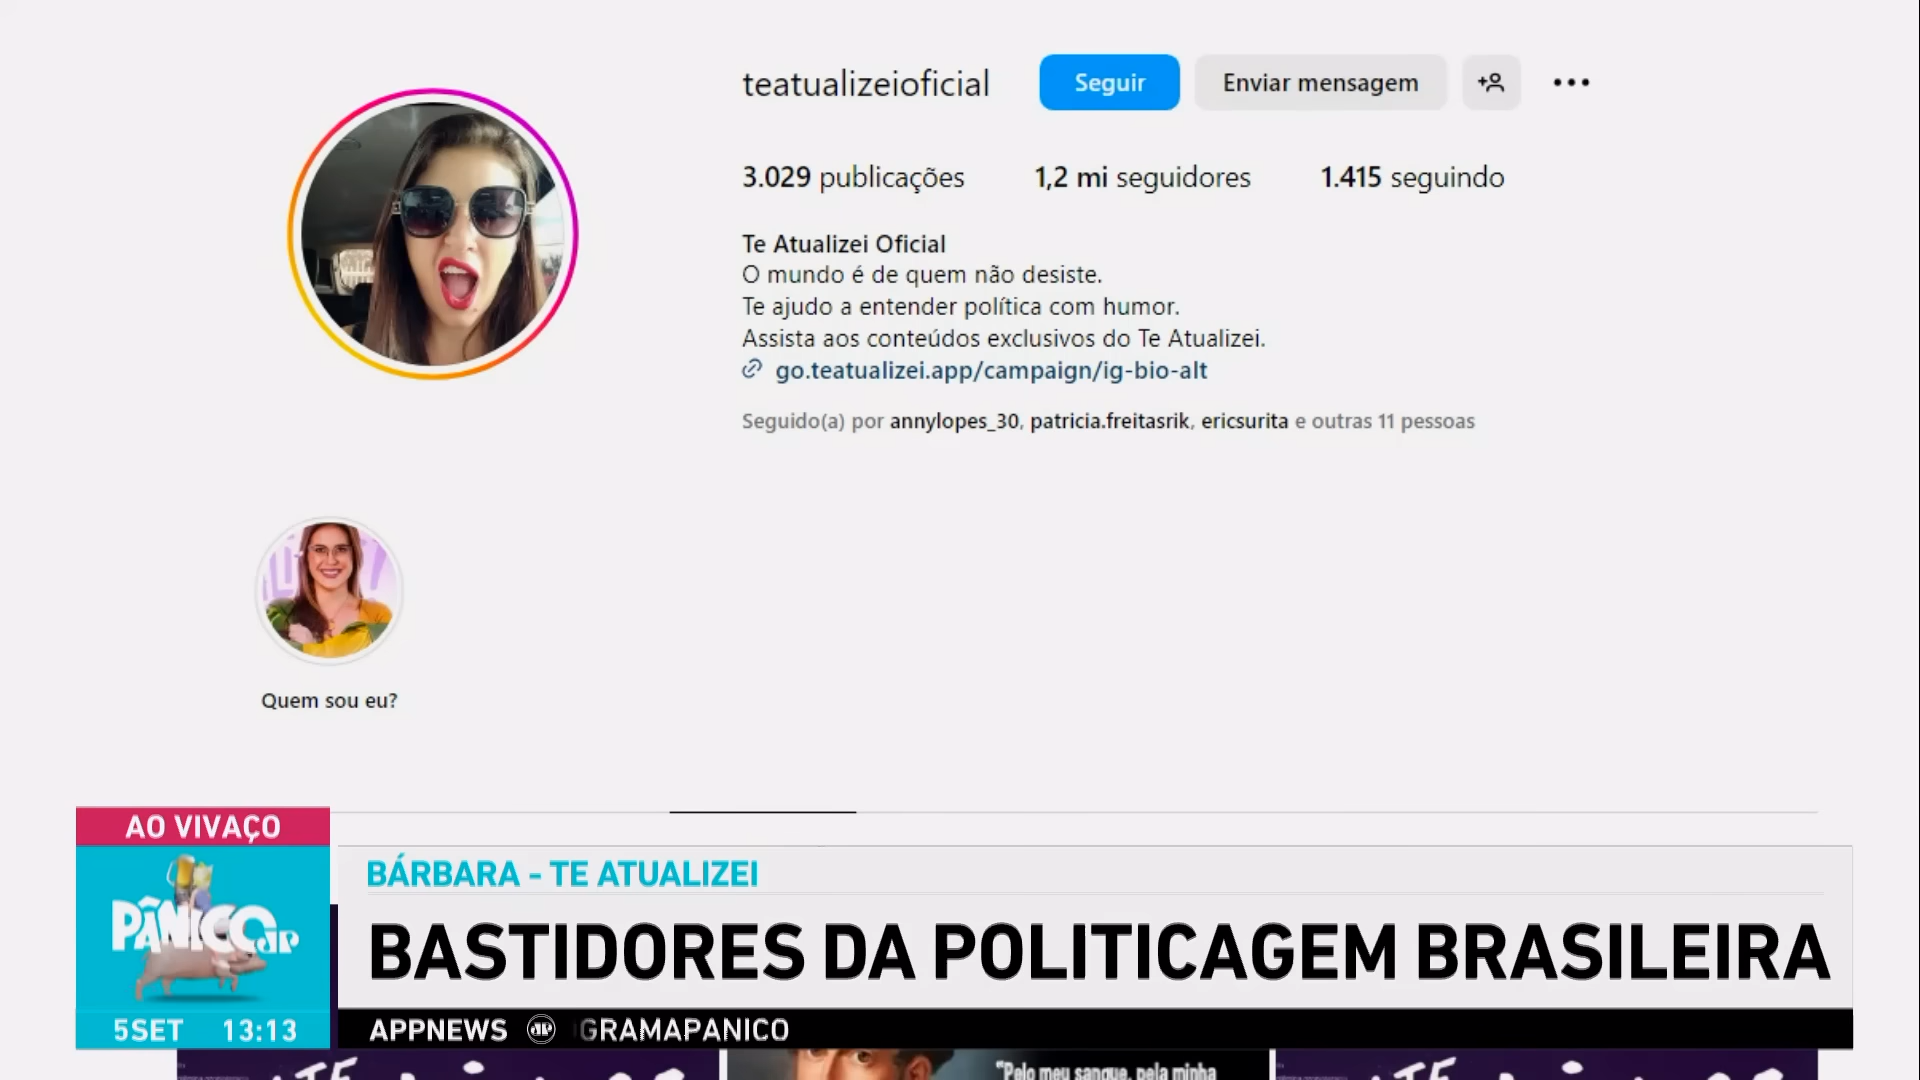 teatualizeioficial
Seguir
Enviar mensagem
3.029 publicações
1,2 mi seguidores
1.415 seguindo
Te Atualizei Oficial
O mundo é de quem não desiste.
Te ajudo a entender política com humor.
Assista aos conteúdos exclusivos do Te Atualizei.
go.teatualizei.app/campaign/ig-bio-alt
Seguido(a) por annylopes_30, patricia.freitasrik, ericsurita e outras 11 pessoas
Quem sou eu?
AO VIVAÇO
PÂNICO JP
5SET 13:13
BÁRBARA - TE ATUALIZEI
BASTIDORES DA POLITICAGEM BRASILEIRA
APPNEWS JP GRAMAPANICO
"Pelo meu sangue, pela minha